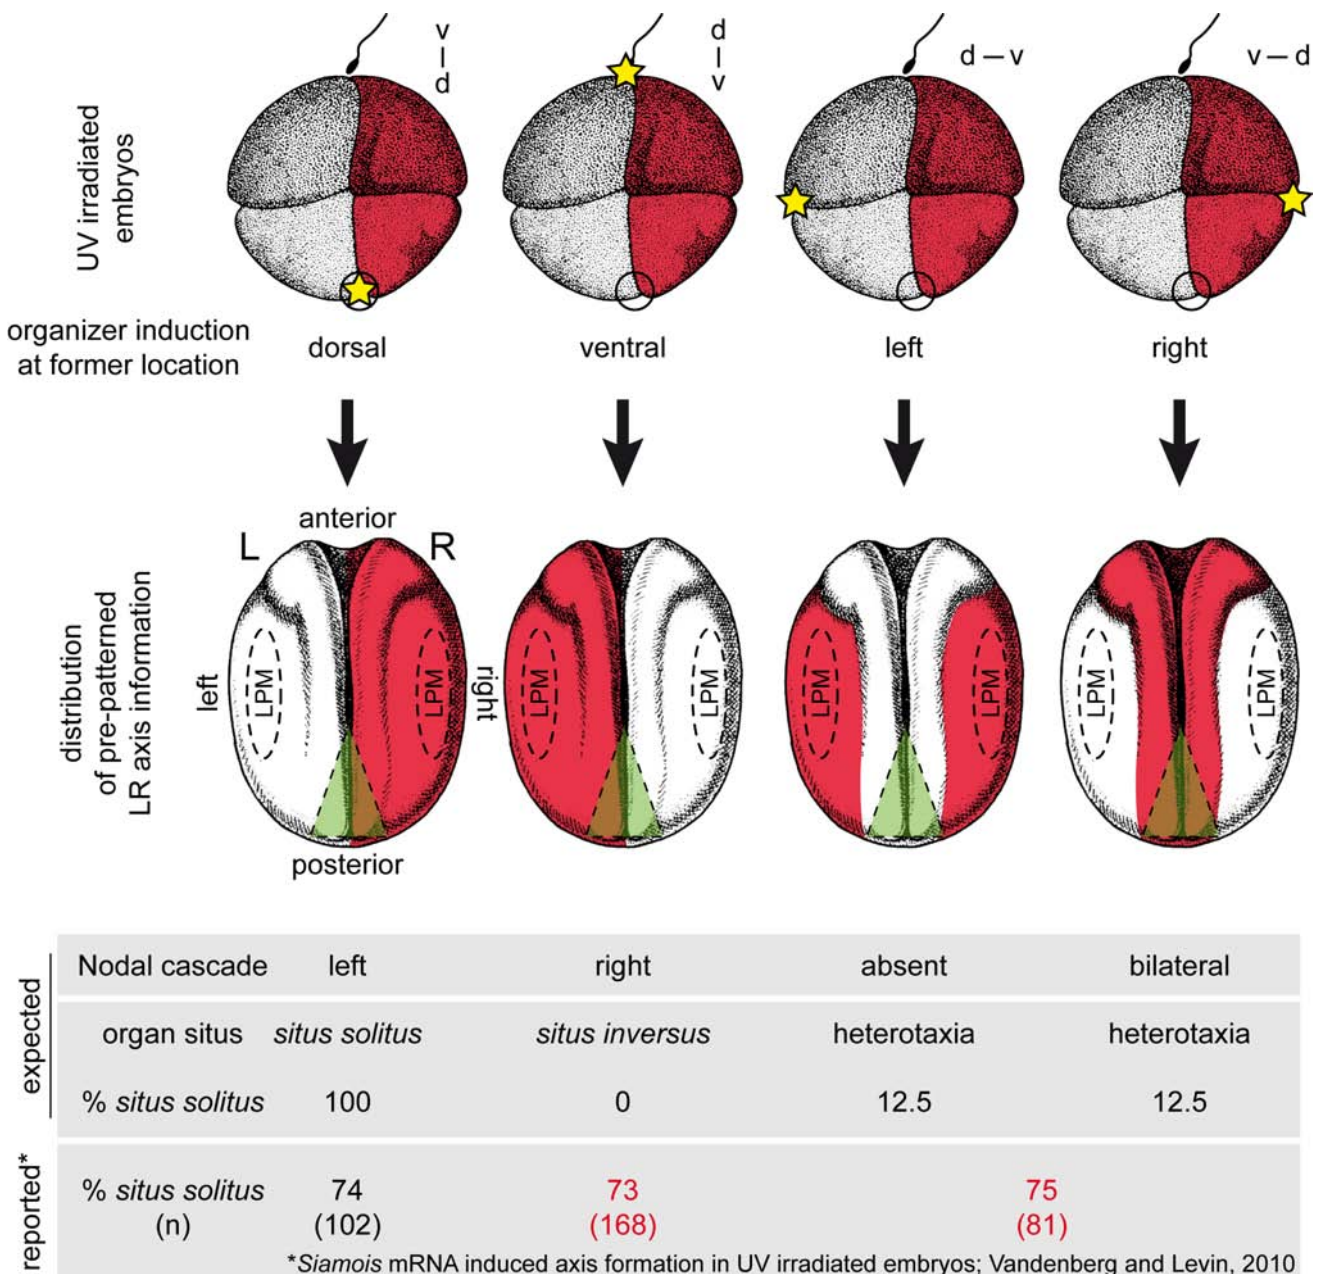 v
d
d
v
d – v
v – d
UV irradiated
embryos
organizer induction
at former location
dorsal
ventral
left
right
anterior
L
R
distribution
of pre-patterned
LR axis information
left
LPM
LPM
right
LPM
LPM
LPM
LPM
LPM
LPM
posterior
expected
Nodal cascade left right absent bilateral
organ situs situs solitus situs inversus heterotaxia heterotaxia
% situs solitus 100 0 12.5 12.5
reported*
% situs solitus 74 73 75
(n) (102) (168) (81)
*Siamois mRNA induced axis formation in UV irradiated embryos; Vandenberg and Levin, 2010